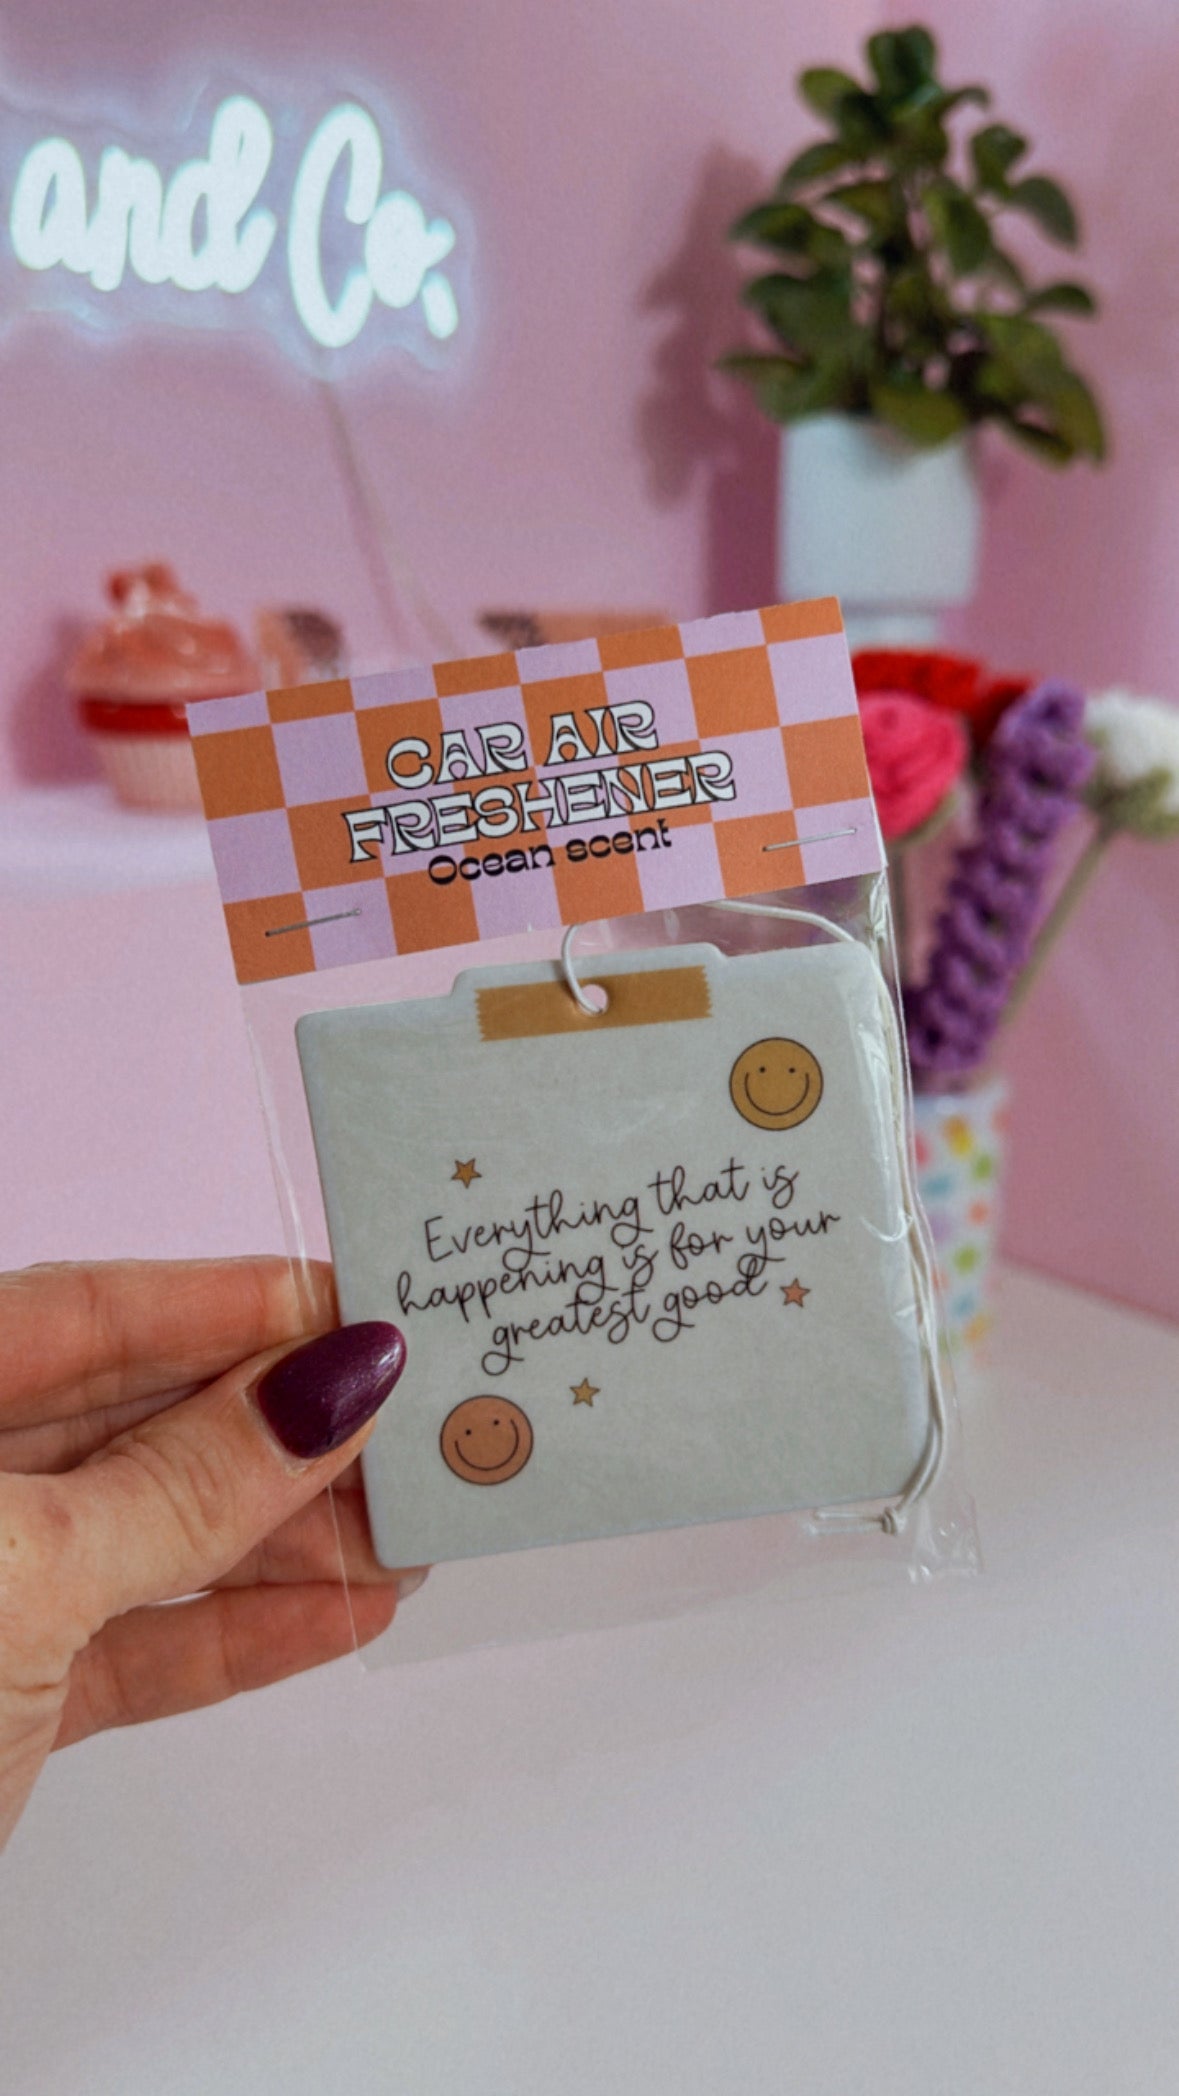 and Co.
CAR AIR
FRESHENER
Ocean scent
Everything that is
happening is for your
greatest good